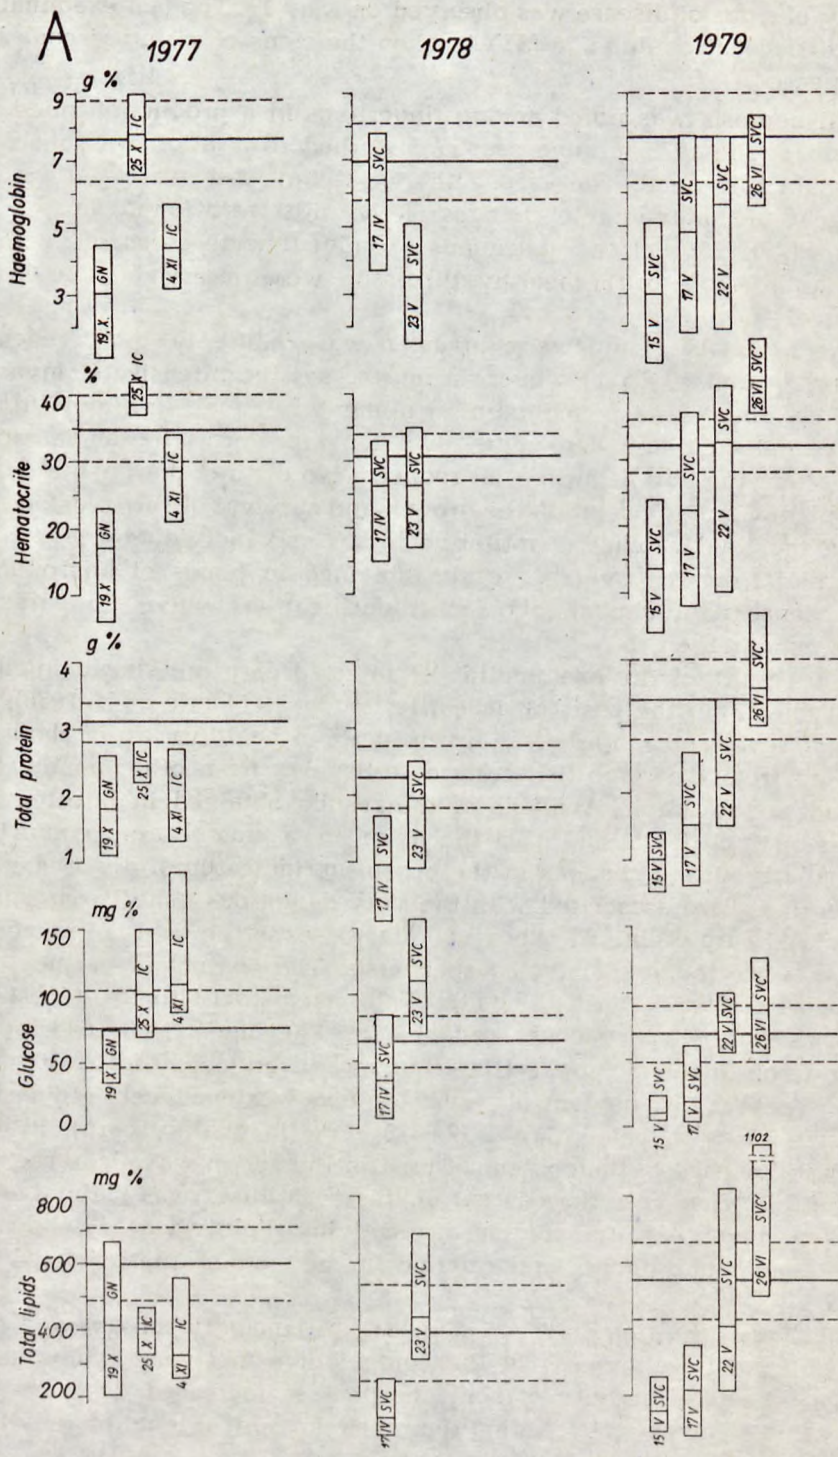 A
1977
1978
1979
g %
9
7
5
3
Haemoglobin
25 X IC
4 XI IC
19.X GN
17 IV SVC
23 V SVC
15 V SVC
17 V SVC
22 V SVC
26 VI SVC'
%
40
30
20
10
Hematocrite
25 X IC
4 XI IC
19 X GN
17 IV SVC
23 V SVC
15 V SVC
17 V SVC
22 V SVC
26 VI SVC'
g %
4
3
2
1
Total protein
19 X GN
25 X IC
4 XI IC
17 IV SVC
23 V SVC
15 V SVC
17 V SVC
22 V SVC
26 VI SVC'
mg %
150
100
50
0
Glucose
19 X GN
25 X IC
4 XI IC
17 IV SVC
23 V SVC
15 V SVC
17 V SVC
22 V SVC
26 VI SVC'
mg %
800
600
400
200
Total lipids
19 X GN
25 X IC
4 XI IC
17 IV SVC
23 V SVC
15 V SVC
17 V SVC
22 V SVC
26 VI SVC'
1102